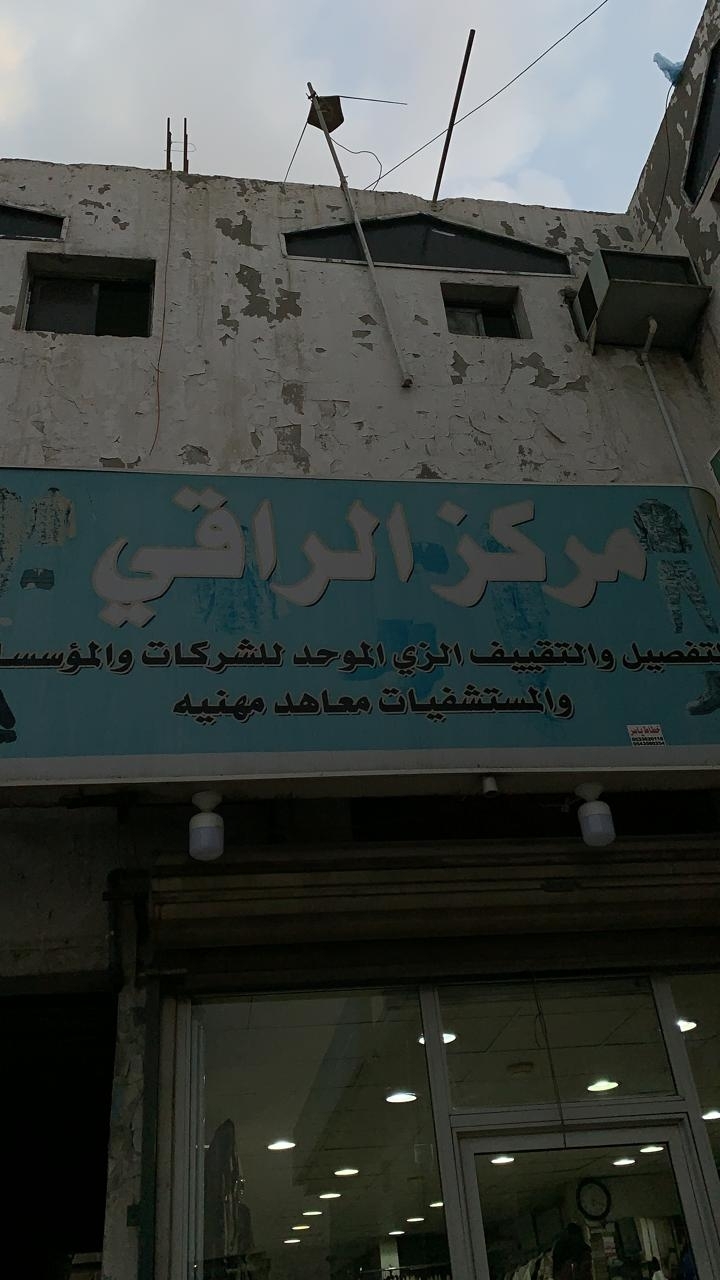 مركز الراقي
لتفصيل والتقييف الزي الموحد للشركات والمؤسسا
والمستشفيات معاهد مهنيه